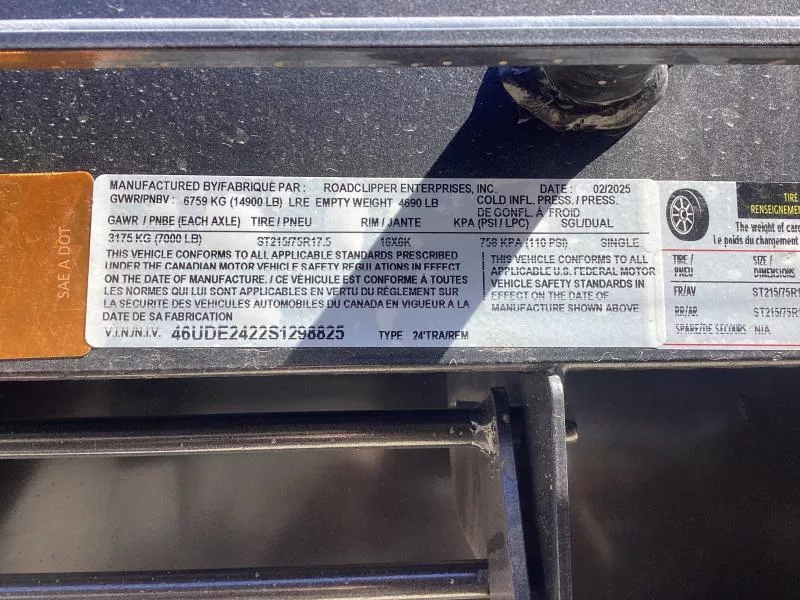 MANUFACTURED BY/FABRIQUÉ PAR : ROADCLIPPER ENTERPRISES, INC. DATE : 02/2025
GVWR/PNBV : 6759 KG (14900 LB) LRE EMPTY WEIGHT 4690 LB COLD INFL. PRESS. / PRESS.
DE GONFL. À FROID
GAWR / PNBE (EACH AXLE) TIRE / PNEU RIM / JANTE KPA (PSI / LPC) SGL/DUAL
3175 KG (7000 LB) ST215/75R17.5 16X6K 758 KPA (110 PSI) SINGLE
THIS VEHICLE CONFORMS TO ALL APPLICABLE STANDARDS PRESCRIBED
UNDER THE CANADIAN MOTOR VEHICLE SAFETY REGULATIONS IN EFFECT
ON THE DATE OF MANUFACTURE. / CE VÉHICULE EST CONFORME À TOUTES
LES NORMES QUI LUI SONT APPLICABLES EN VERTU DU RÈGLEMENT SUR
LA SÉCURITÉ DES VÉHICULES AUTOMOBILES DU CANADA EN VIGUEUR À LA
DATE DE SA FABRICATION
THIS VEHICLE CONFORMS TO ALL
APPLICABLE U.S. FEDERAL MOTOR
VEHICLE SAFETY STANDARDS IN
EFFECT ON THE DATE OF
MANUFACTURE SHOWN ABOVE
V.I.N./N.I.V. 46UDE2422S1298825 TYPE 24'TRA/REM
SAE A DOT
TIRE
RENSEIGNEME
The weight of carg
Le poids du chargement
TIRE / SIZE /
PNEU DIMENSIONS
FR/AV ST215/75R1
RR/AR ST215/75R1
SPARE/DE SECOURS N/A